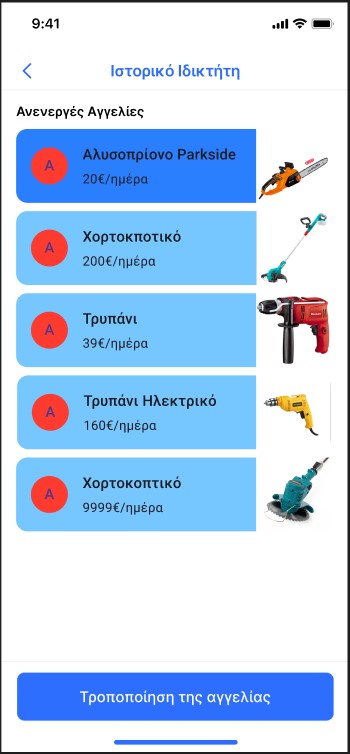 9:41
Ιστορικό Ιδικτήτη
Ανενεργές Αγγελίες
Α
Αλυσοπρίονο Parkside
20€/ημέρα
Α
Χορτοκποτικό
200€/ημέρα
Α
Τρυπάνι
39€/ημέρα
Α
Τρυπάνι Ηλεκτρικό
160€/ημέρα
Α
Χορτοκοπτικό
9999€/ημέρα
Τροποποίηση της αγγελίας